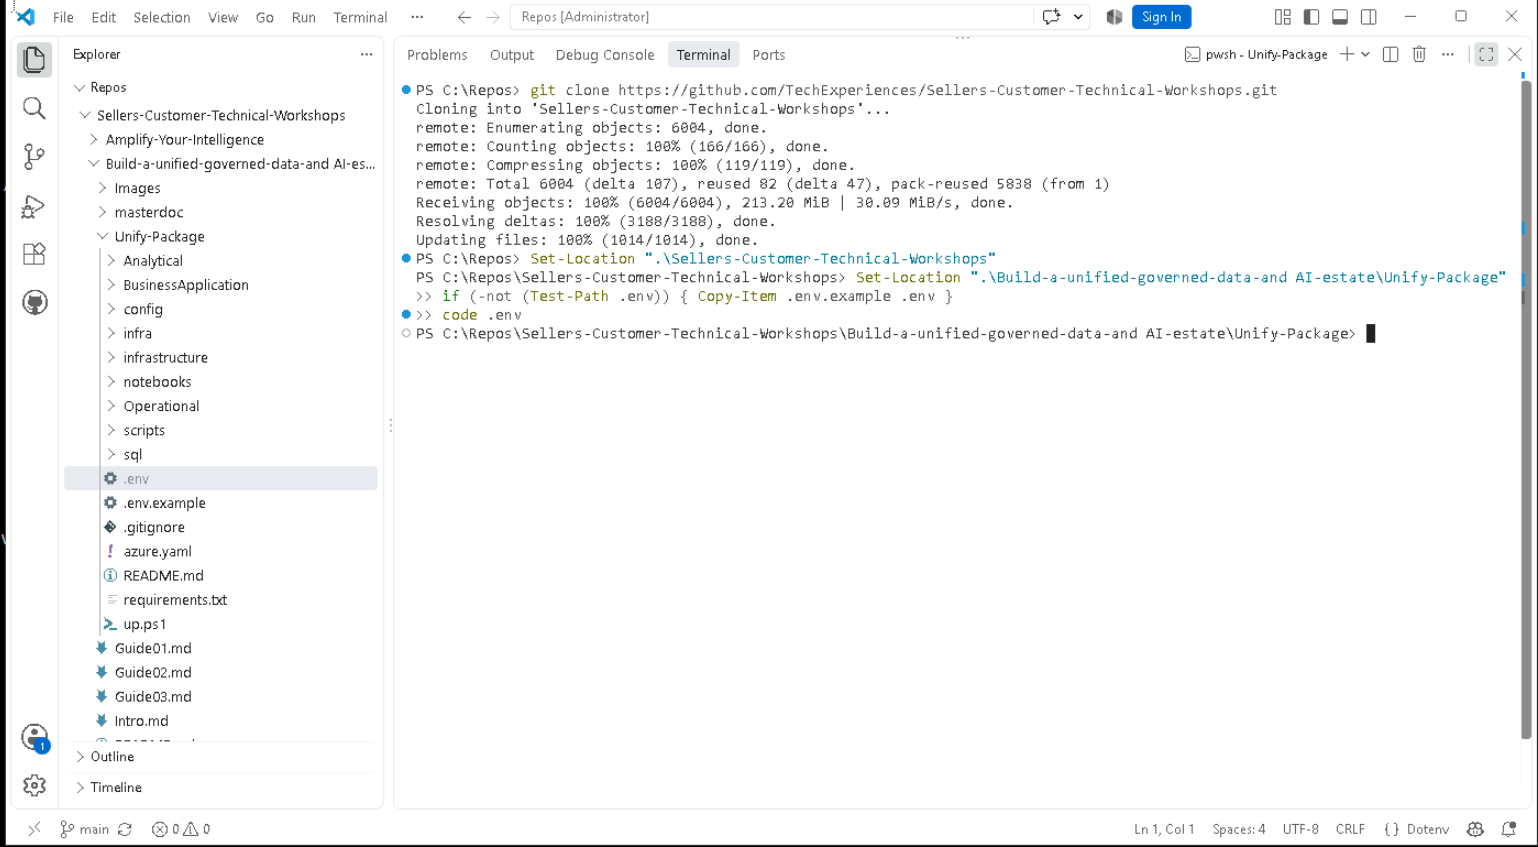 File Edit Selection View Go Run Terminal ··· Repos [Administrator] Sign In
Explorer ···
Problems Output Debug Console Terminal Ports pwsh - Unify-Package ···
Repos
Sellers-Customer-Technical-Workshops
Amplify-Your-Intelligence
Build-a-unified-governed-data-and AI-es...
Images
masterdoc
Unify-Package
Analytical
BusinessApplication
config
infra
infrastructure
notebooks
Operational
scripts
sql
.env
.env.example
.gitignore
azure.yaml
README.md
requirements.txt
up.ps1
Guide01.md
Guide02.md
Guide03.md
Intro.md
Outline
Timeline
PS C:\Repos> git clone https://github.com/TechExperiences/Sellers-Customer-Technical-Workshops.git
Cloning into 'Sellers-Customer-Technical-Workshops'...
remote: Enumerating objects: 6004, done.
remote: Counting objects: 100% (166/166), done.
remote: Compressing objects: 100% (119/119), done.
remote: Total 6004 (delta 107), reused 82 (delta 47), pack-reused 5838 (from 1)
Receiving objects: 100% (6004/6004), 213.20 MiB | 30.09 MiB/s, done.
Resolving deltas: 100% (3188/3188), done.
Updating files: 100% (1014/1014), done.
PS C:\Repos> Set-Location ".\Sellers-Customer-Technical-Workshops"
PS C:\Repos\Sellers-Customer-Technical-Workshops> Set-Location ".\Build-a-unified-governed-data-and AI-estate\Unify-Package"
>> if (-not (Test-Path .env)) { Copy-Item .env.example .env }
>> code .env
PS C:\Repos\Sellers-Customer-Technical-Workshops\Build-a-unified-governed-data-and AI-estate\Unify-Package>
1
main 0 0 Ln 1, Col 1 Spaces: 4 UTF-8 CRLF {} Dotenv